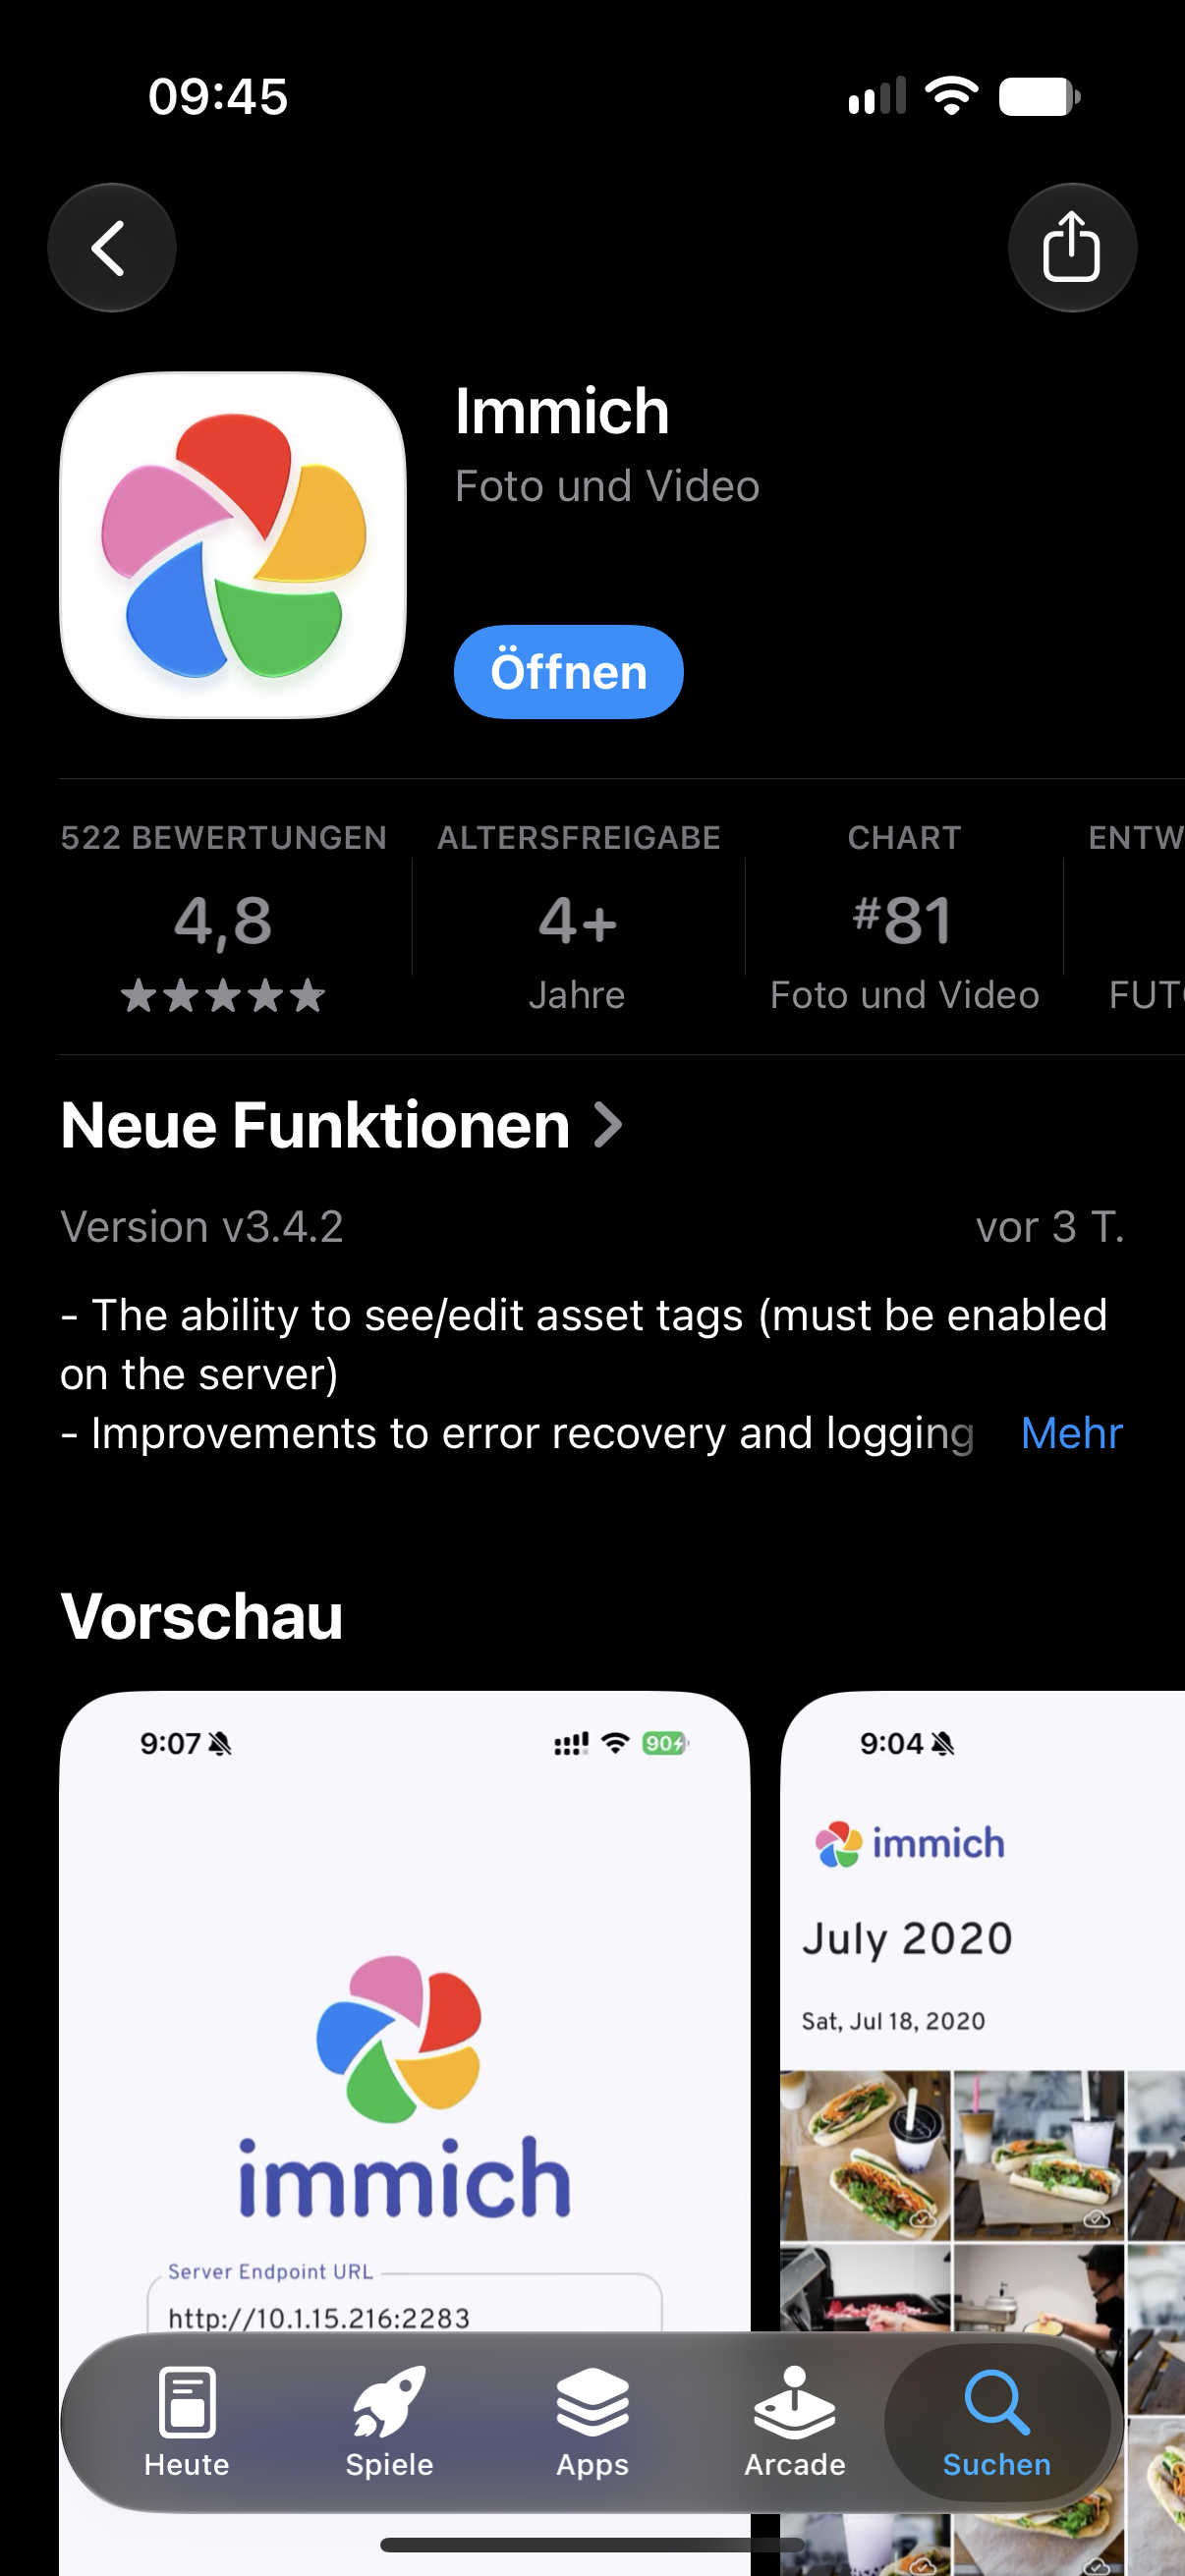 09:45
Immich
Foto und Video
Öffnen
522 BEWERTUNGEN
4,8
ALTERSFREIGABE
4+
Jahre
CHART
#81
Foto und Video
Neue Funktionen
Version v3.4.2
vor 3 T.
- The ability to see/edit asset tags (must be enabled
on the server)
- Improvements to error recovery and logging
Mehr
Vorschau
9:07
90
immich
Server Endpoint URL
http://10.1.15.216:2283
9:04
immich
July 2020
Sat, Jul 18, 2020
Heute
Spiele
Apps
Arcade
Suchen